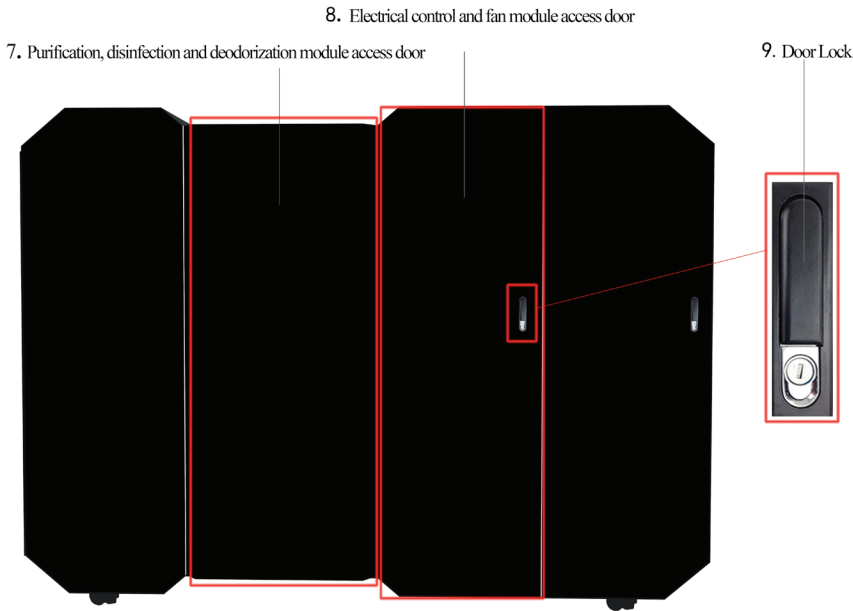 8. Electrical control and fan module access door
7. Purification, disinfection and deodorization module access door
9. Door Lock